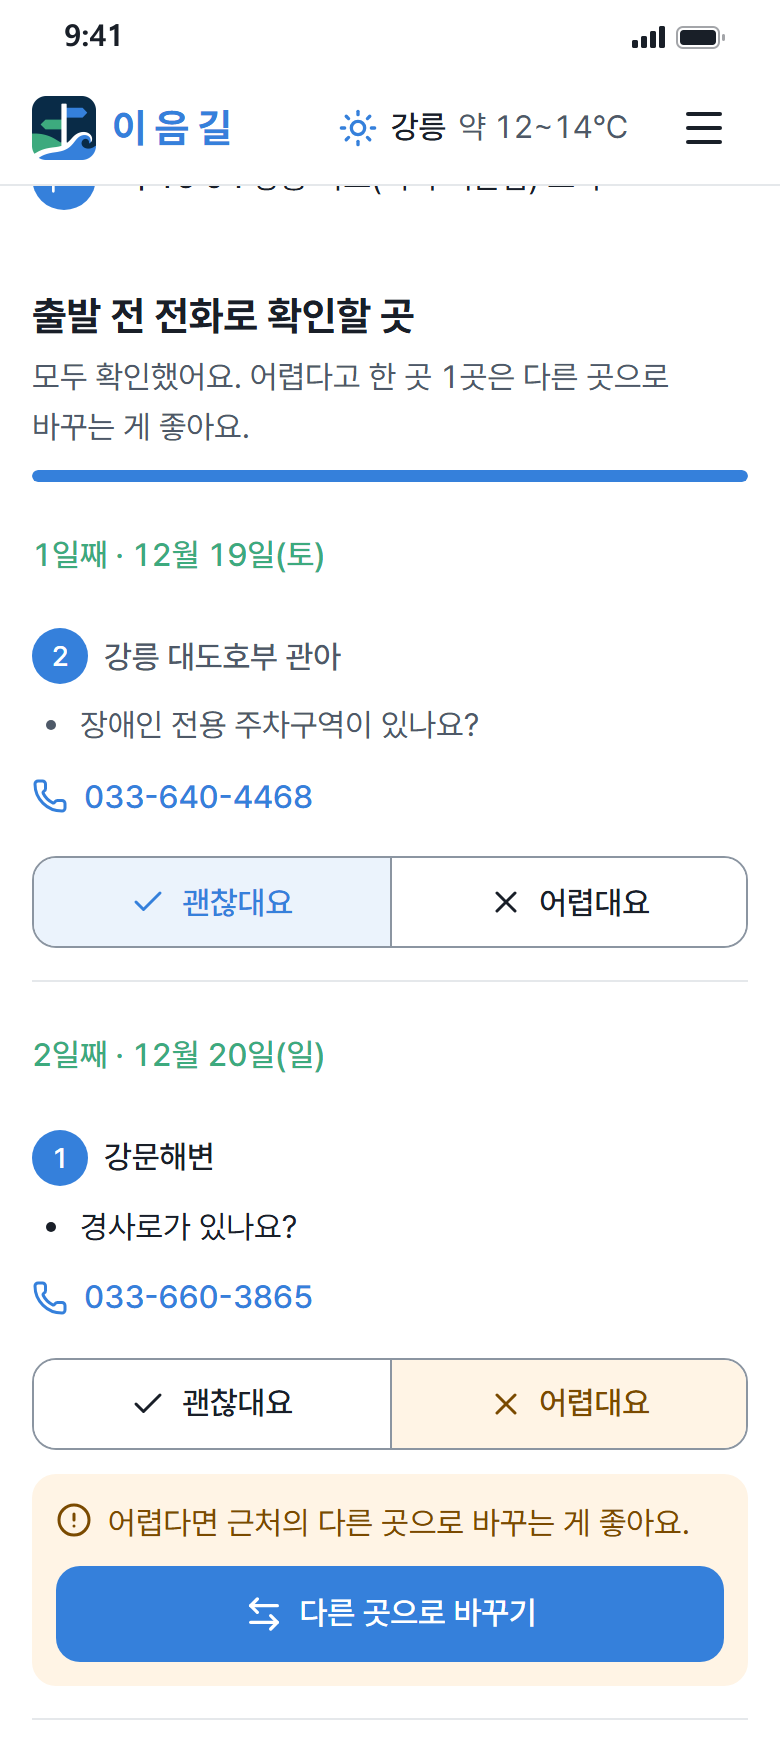 9:41
이음길
강릉 약 12~14°C
출발 전 전화로 확인할 곳
모두 확인했어요. 어렵다고 한 곳 1곳은 다른 곳으로
바꾸는 게 좋아요.
1일째 · 12월 19일(토)
2 강릉 대도호부 관아
• 장애인 전용 주차구역이 있나요?
033-640-4468
괜찮대요
어렵대요
2일째 · 12월 20일(일)
1 강문해변
• 경사로가 있나요?
033-660-3865
괜찮대요
어렵대요
어렵다면 근처의 다른 곳으로 바꾸는 게 좋아요.
다른 곳으로 바꾸기